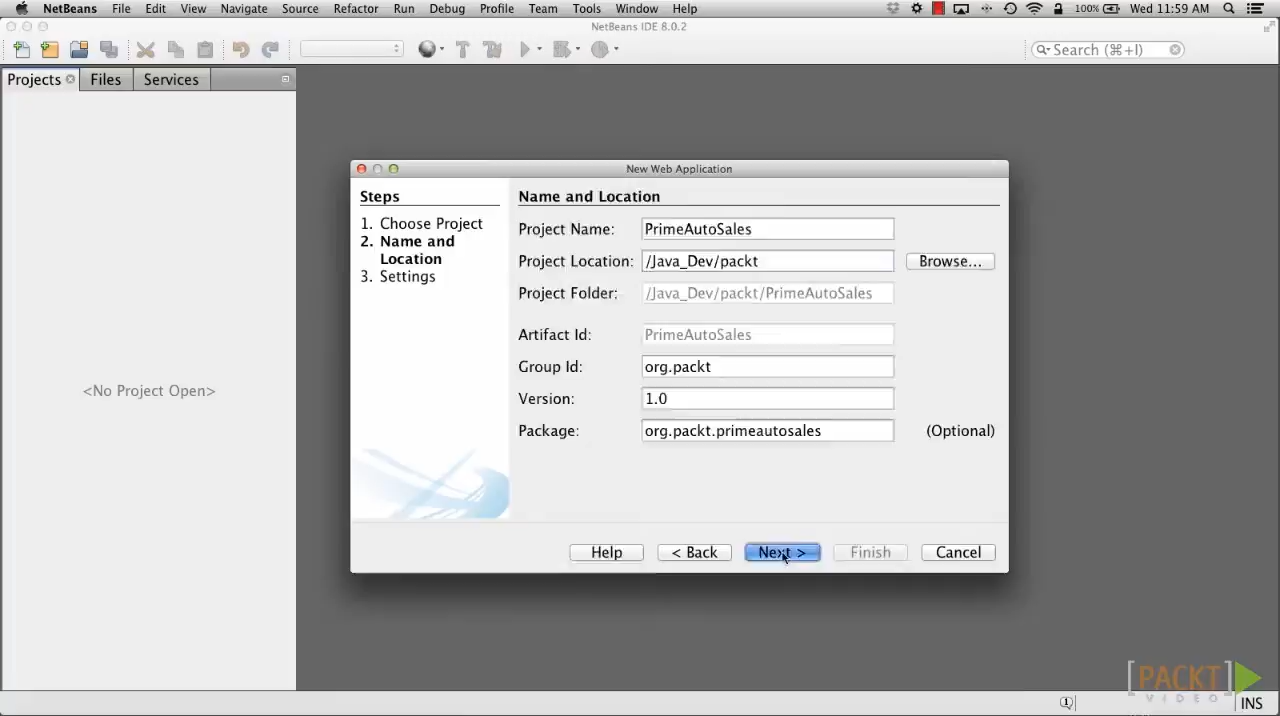 NetBeans File Edit View Navigate Source Refactor Run Debug Profile Team Tools Window Help 100% Wed 11:59 AM
NetBeans IDE 8.0.2
Search (⌘+I)
Projects Files Services
<No Project Open>
New Web Application
Steps
1. Choose Project
2. Name and
Location
3. Settings
Name and Location
Project Name: PrimeAutoSales
Project Location: /Java_Dev/packt Browse...
Project Folder: /Java_Dev/packt/PrimeAutoSales
Artifact Id: PrimeAutoSales
Group Id: org.packt
Version: 1.0
Package: org.packt.primeautosales (Optional)
Help < Back Next > Finish Cancel
[PACKT]
VIDEO
1 INS